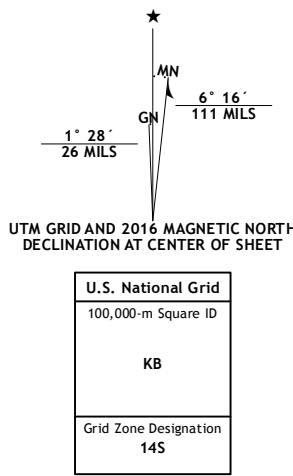 ★
MN
GN
6° 16´
111 MILS
1° 28´
26 MILS
UTM GRID AND 2016 MAGNETIC NORTH
DECLINATION AT CENTER OF SHEET
U.S. National Grid
100,000-m Square ID
KB
Grid Zone Designation
14S